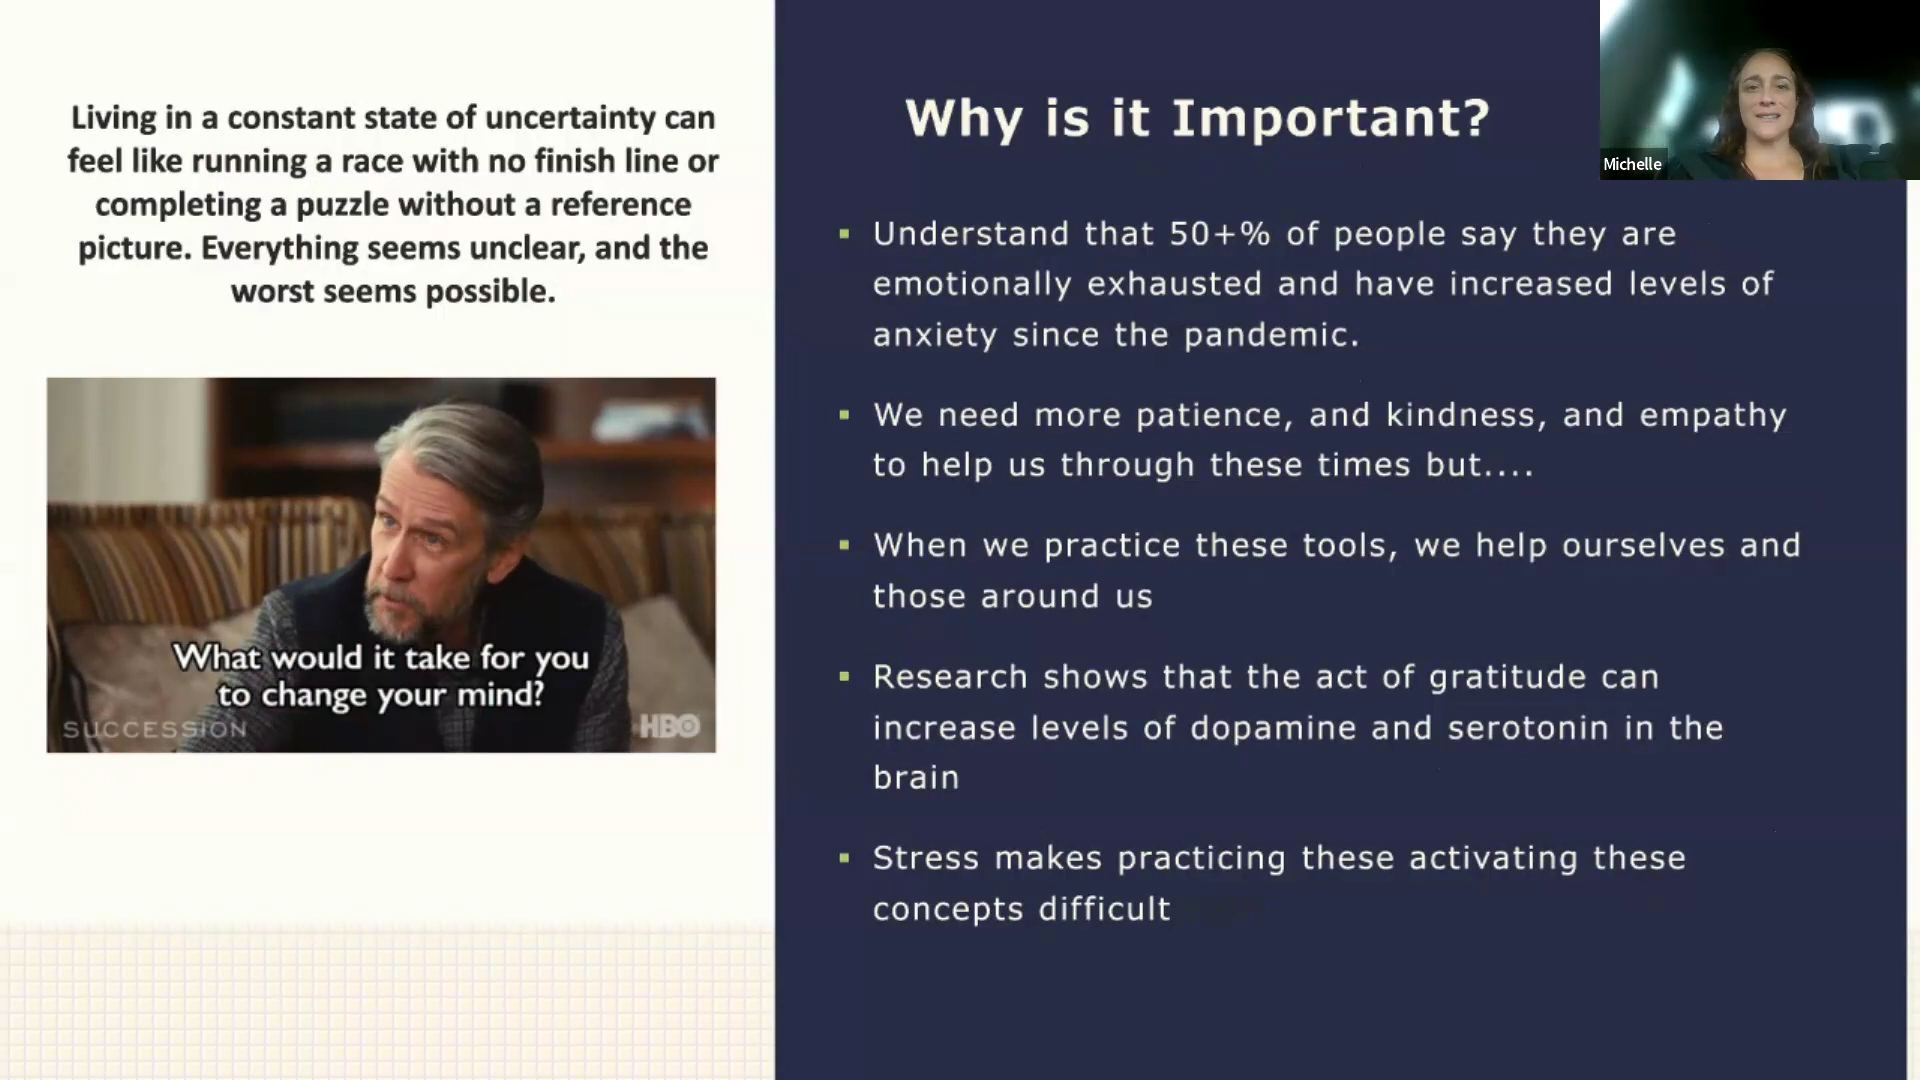 Living in a constant state of uncertainty can
feel like running a race with no finish line or
completing a puzzle without a reference
picture. Everything seems unclear, and the
worst seems possible.
What would it take for you
to change your mind?
SUCCESSION
HBO
Why is it Important?
Understand that 50+% of people say they are
emotionally exhausted and have increased levels of
anxiety since the pandemic.
We need more patience, and kindness, and empathy
to help us through these times but....
When we practice these tools, we help ourselves and
those around us
Research shows that the act of gratitude can
increase levels of dopamine and serotonin in the
brain
Stress makes practicing these activating these
concepts difficult
Michelle